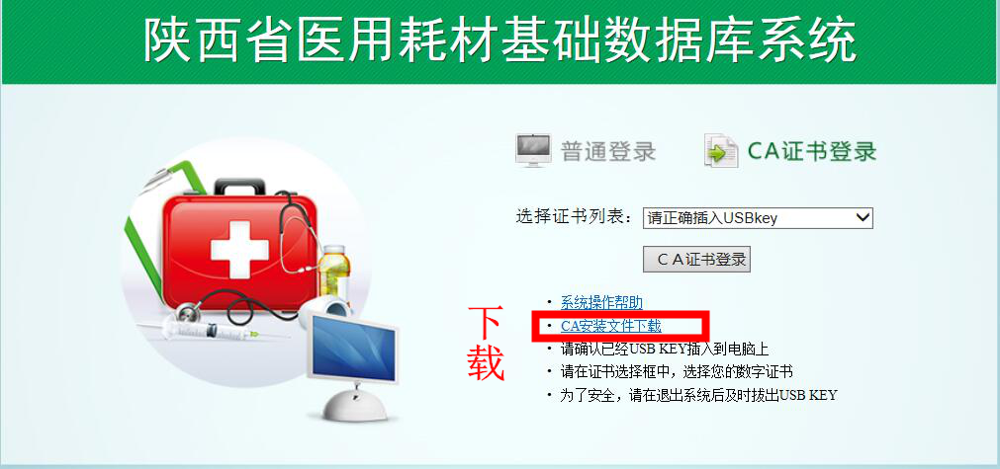 陕西省医用耗材基础数据库系统
普通登录 CA证书登录
选择证书列表： 请正确插入USBkey
CA证书登录
• 系统操作帮助
• CA安装文件下载
• 请确认已经USB KEY插入到电脑上
• 请在证书选择框中，选择您的数字证书
• 为了安全，请在退出系统后及时拔出USB KEY
下载